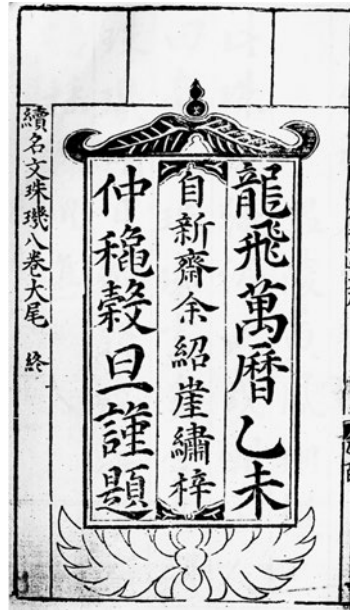 龍飛萬曆乙未
自新齋余紹崖繡梓
仲穐穀旦謹題
續名文珠璣八卷大尾 終